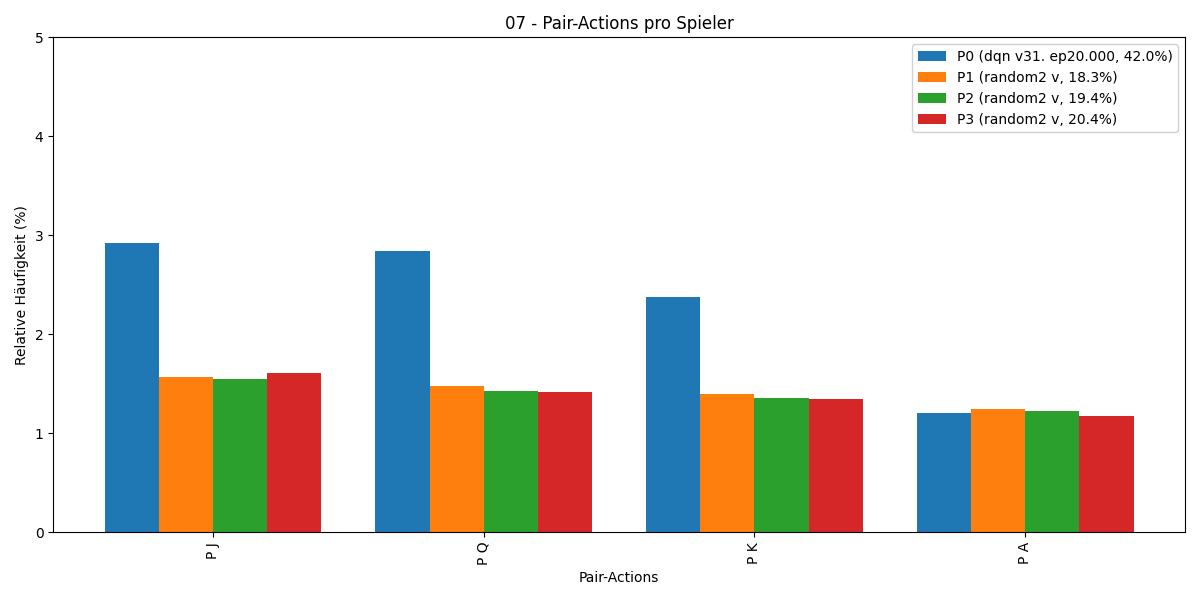 07 - Pair-Actions pro Spieler
P0 (dqn v31. ep20.000, 42.0%)
P1 (random2 v, 18.3%)
P2 (random2 v, 19.4%)
P3 (random2 v, 20.4%)
Relative Häufigkeit (%)
5
4
3
2
1
0
P J
P Q
P K
P A
Pair-Actions